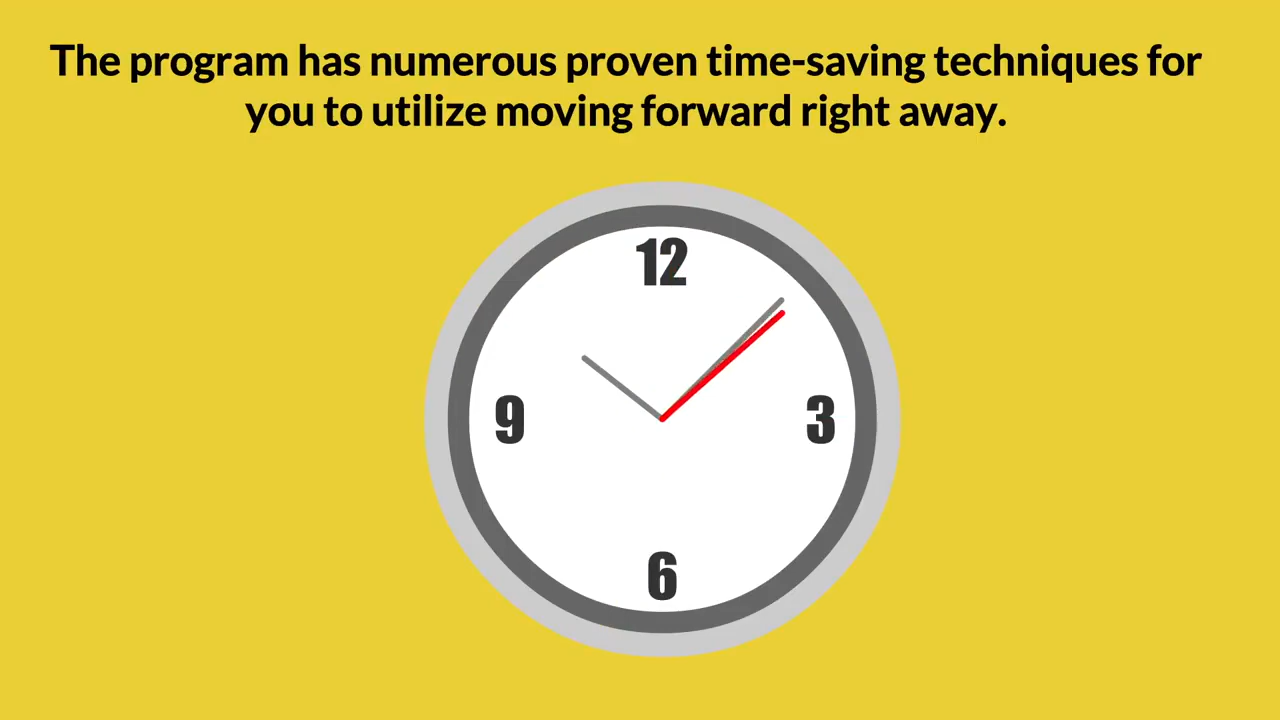 The program has numerous proven time-saving techniques for
you to utilize moving forward right away.
12
9
3
6